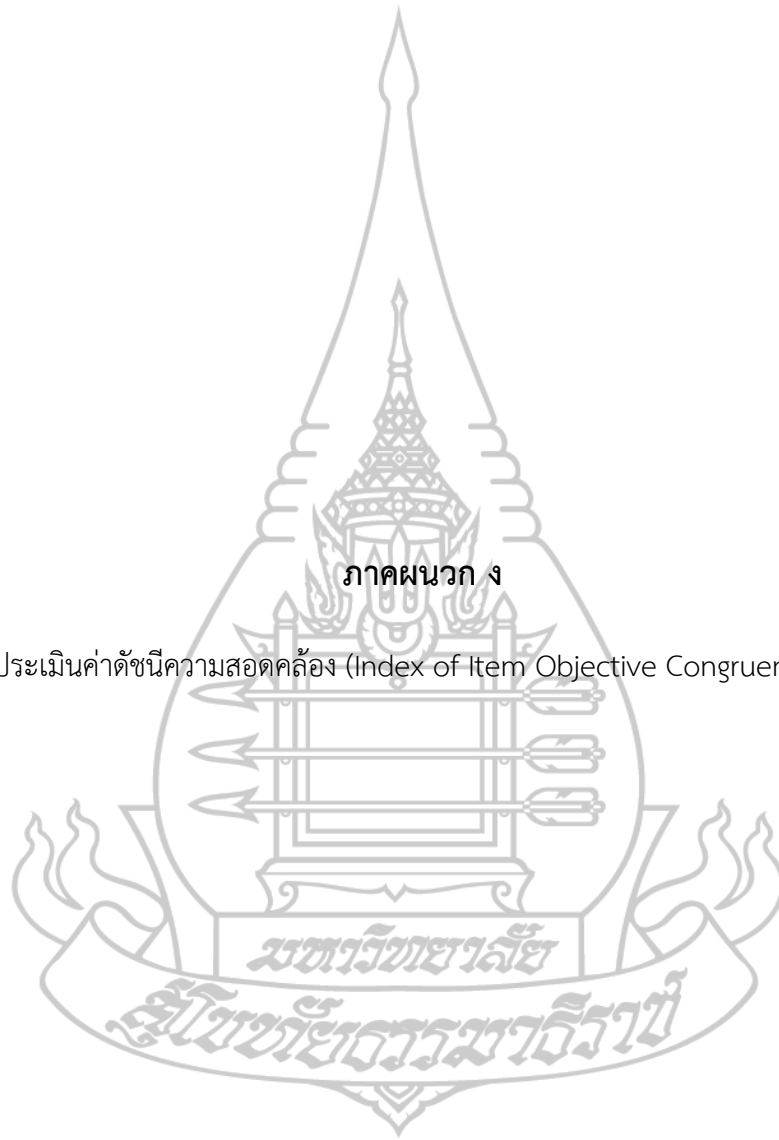 ภาคผนวก ง
ประเมินค่าดัชนีความสอดคล้อง (Index of Item Objective
มหาวิทยาลัย
สุโขทัยธรรมาธิราช